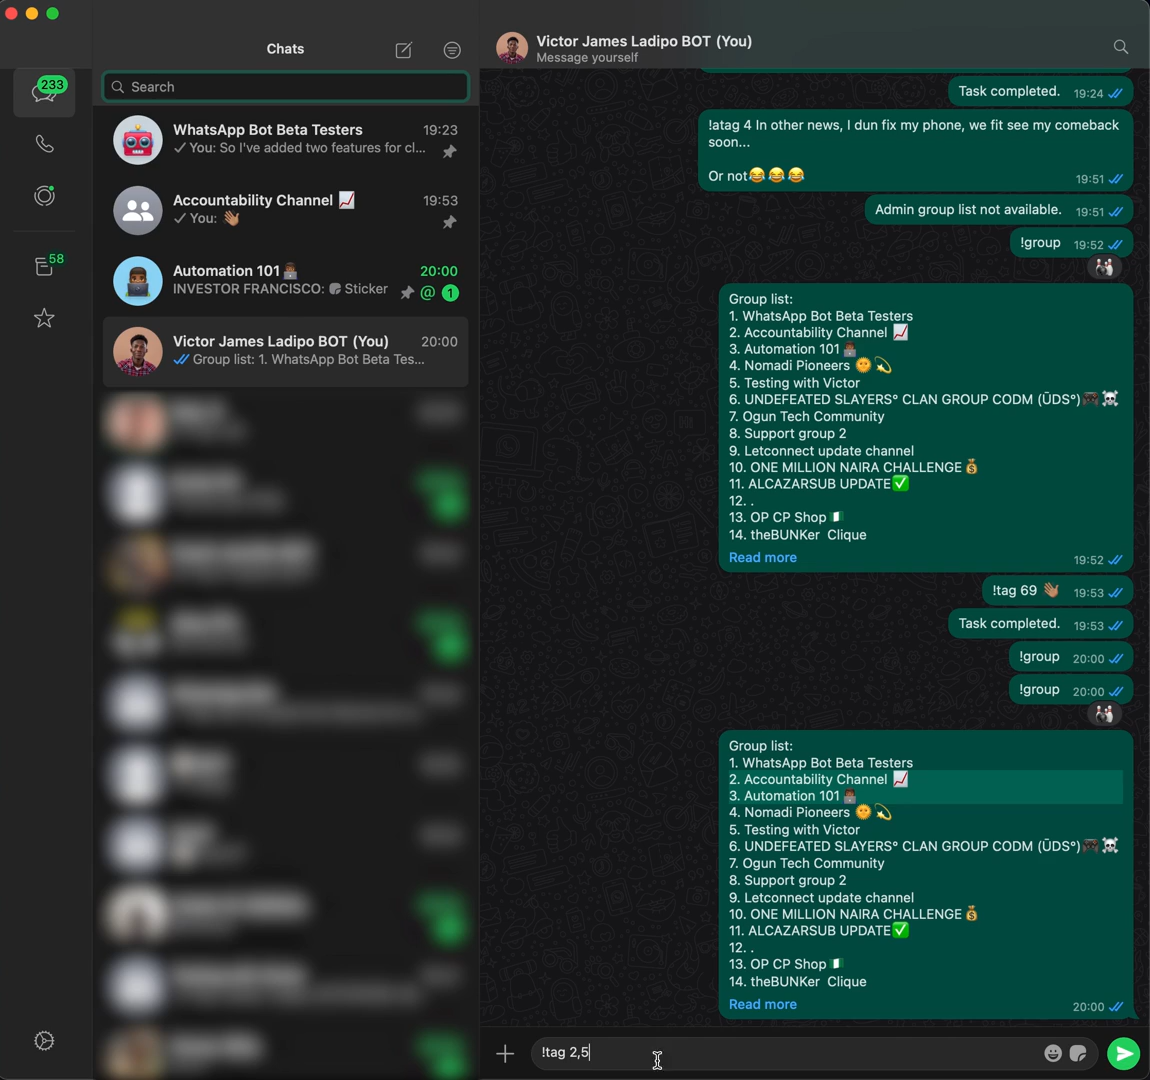 Chats
Search
233
58
WhatsApp Bot Beta Testers 19:23
You: So I've added two features for cl...
Accountability Channel 📈 19:53
You: 👋🏽
Automation 101👨🏾‍💻 20:00
INVESTOR FRANCISCO: Sticker @ 1
Victor James Ladipo BOT (You) 20:00
Group list: 1. WhatsApp Bot Beta Tes...
Victor James Ladipo BOT (You)
Message yourself
Task completed. 19:24
!atag 4 In other news, I dun fix my phone, we fit see my comeback
soon...
Or not😂😂😂 19:51
Admin group list not available. 19:51
!group 19:52
Group list:
1. WhatsApp Bot Beta Testers
2. Accountability Channel 📈
3. Automation 101👨🏾‍💻
4. Nomadi Pioneers 🌞💫
5. Testing with Victor
6. UNDEFEATED SLAYERS° CLAN GROUP CODM (ŪDS°)🎮☠️
7. Ogun Tech Community
8. Support group 2
9. Letconnect update channel
10. ONE MILLION NAIRA CHALLENGE💰
11. ALCAZARSUB UPDATE✅
12. .
13. OP CP Shop🇳🇬
14. theBUNKer Clique
Read more 19:52
!tag 69 👋🏽 19:53
Task completed. 19:53
!group 20:00
!group 20:00
Group list:
1. WhatsApp Bot Beta Testers
2. Accountability Channel 📈
3. Automation 101👨🏾‍💻
4. Nomadi Pioneers 🌞💫
5. Testing with Victor
6. UNDEFEATED SLAYERS° CLAN GROUP CODM (ŪDS°)🎮☠️
7. Ogun Tech Community
8. Support group 2
9. Letconnect update channel
10. ONE MILLION NAIRA CHALLENGE💰
11. ALCAZARSUB UPDATE✅
12. .
13. OP CP Shop🇳🇬
14. theBUNKer Clique
Read more 20:00
!tag 2,5